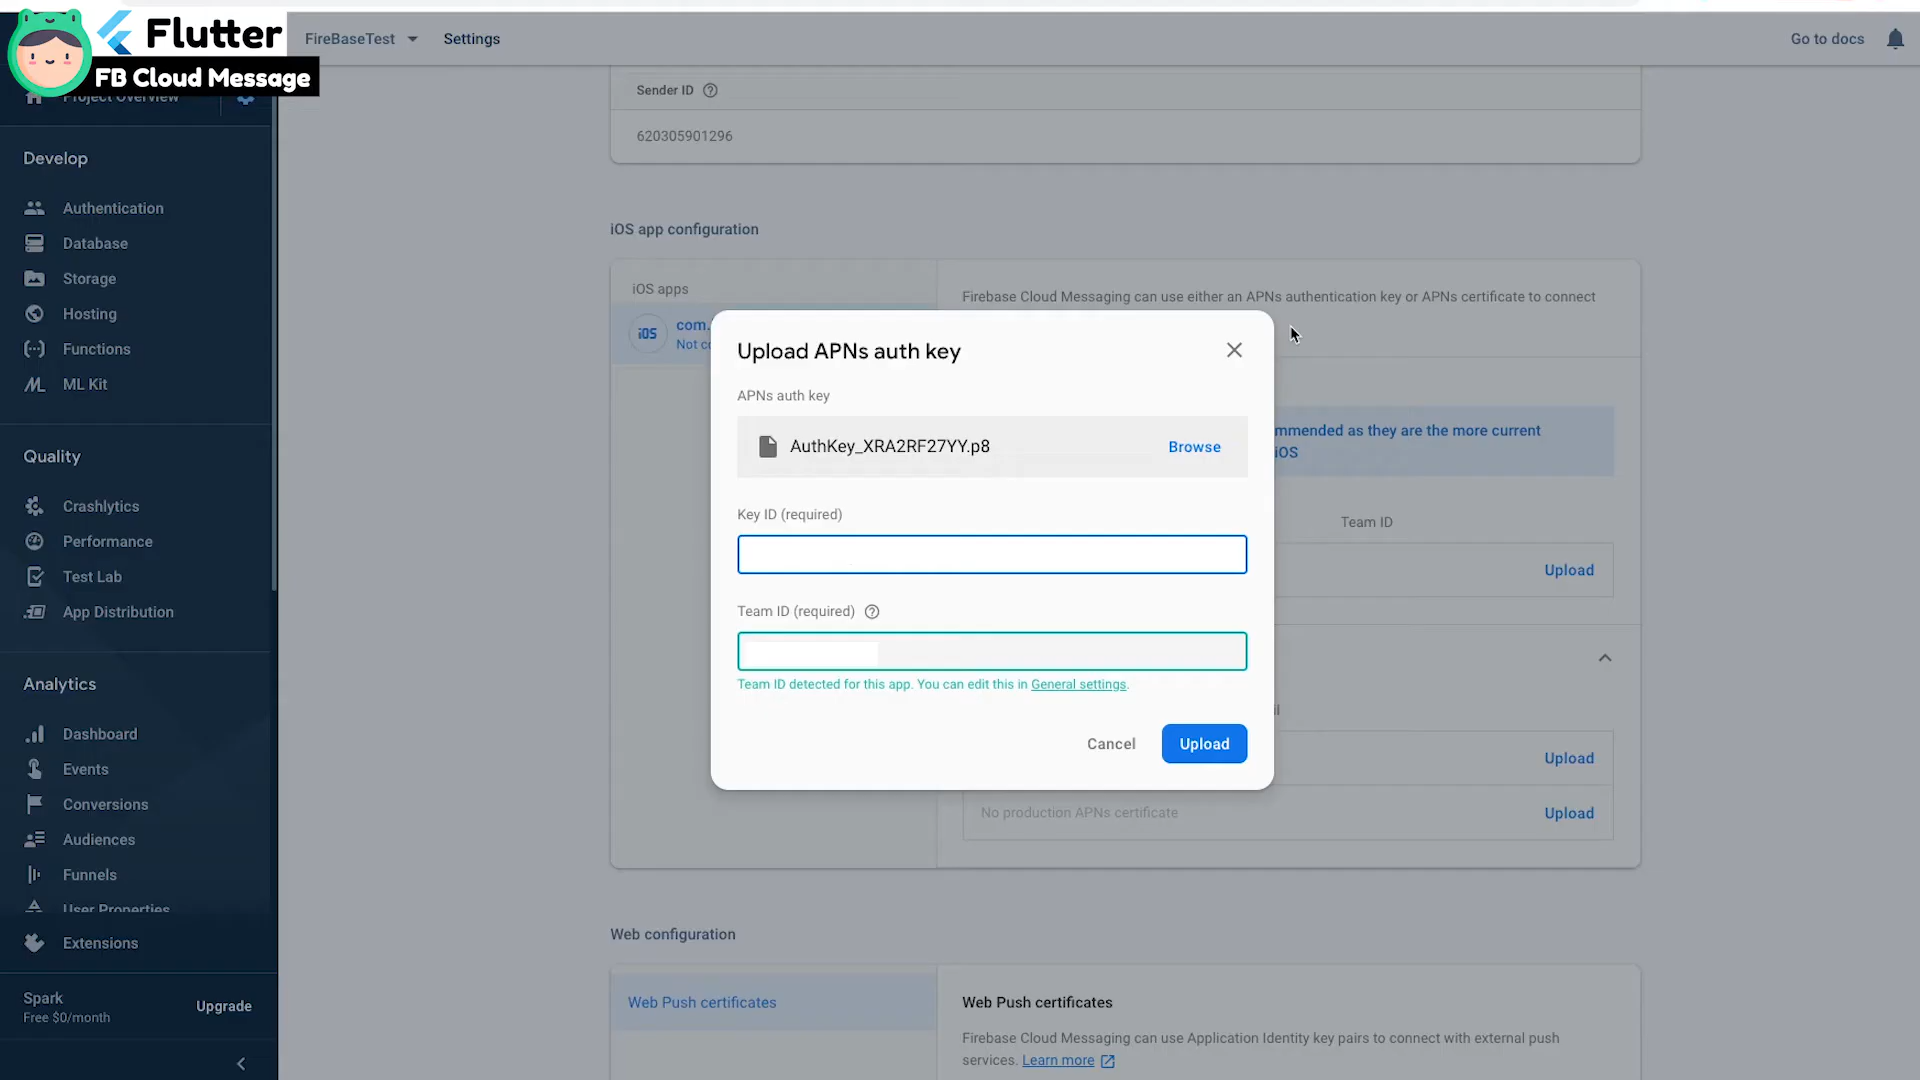 Flutter
FB Cloud Message
FireBaseTest
Settings
Go to docs
Project Overview
Develop
Authentication
Database
Storage
Hosting
Functions
ML Kit
Quality
Crashlytics
Performance
Test Lab
App Distribution
Analytics
Dashboard
Events
Conversions
Audiences
Funnels
User Properties
Extensions
Spark
Free $0/month
Upgrade
Sender ID
620305901296
iOS app configuration
iOS apps
iOS
com.
Firebase Cloud Messaging can use either an APNs authentication key or APNs certificate to connect
as they are the more current
iOS
Team ID
Upload
Upload
No production APNs certificate
Upload
Upload APNs auth key
APNs auth key
AuthKey_XRA2RF27YY.p8
Browse
Key ID (required)
Team ID (required)
Team ID detected for this app. You can edit this in General settings.
Cancel
Upload
Web configuration
Web Push certificates
Web Push certificates
Firebase Cloud Messaging can use Application Identity key pairs to connect with external push
services. Learn more